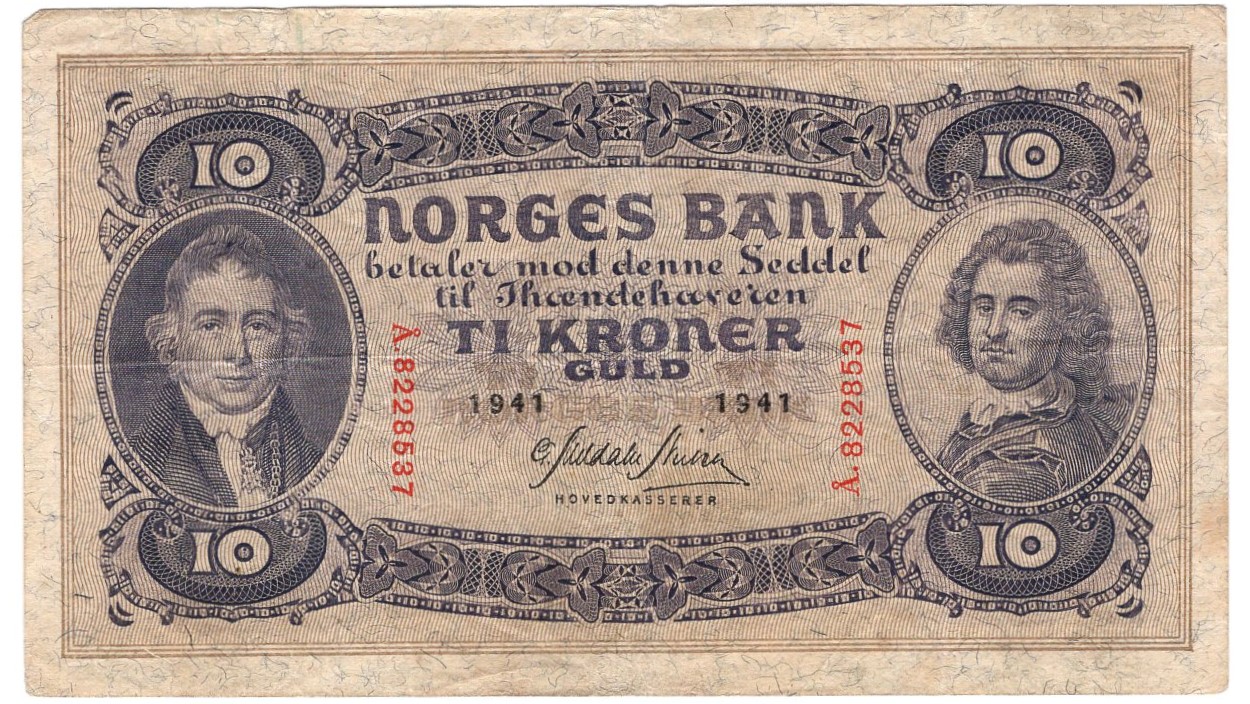 10 10
NORGES BANK
betaler mod denne Seddel
til Ihændehaveren
TI KRONER
GULD
Å.8228537
Å.8228537
1941 1941
HOVEDKASSERER
10 10